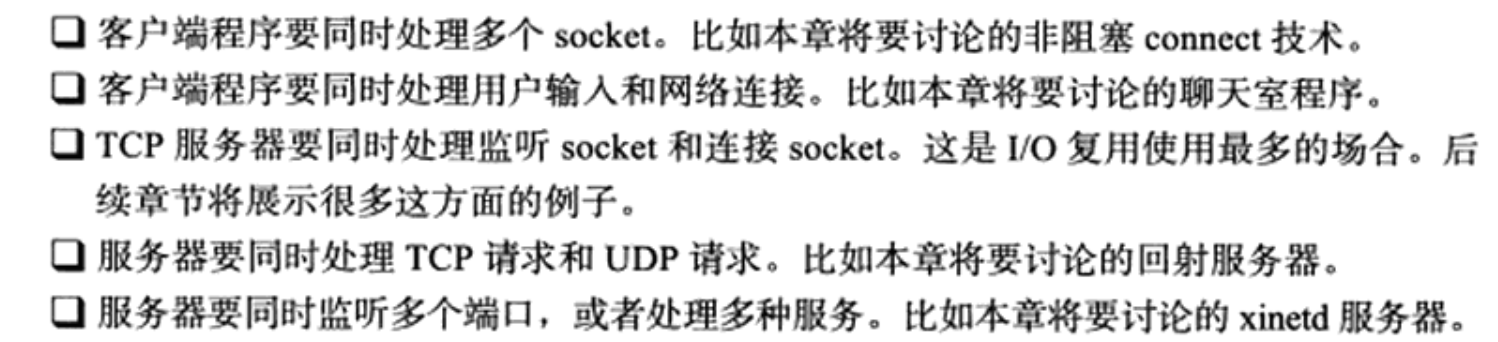 ❑ 客户端程序要同时处理多个 socket。比如本章将要讨论的非阻塞 connect 技术。
❑ 客户端程序要同时处理用户输入和网络连接。比如本章将要讨论的聊天室程序。
❑ TCP 服务器要同时处理监听 socket 和连接 socket。这是 I/O 复用使用最多的场合。后
续章节将展示很多这方面的例子。
❑ 服务器要同时处理 TCP 请求和 UDP 请求。比如本章将要讨论的回射服务器。
❑ 服务器要同时监听多个端口，或者处理多种服务。比如本章将要讨论的 xinetd 服务器。